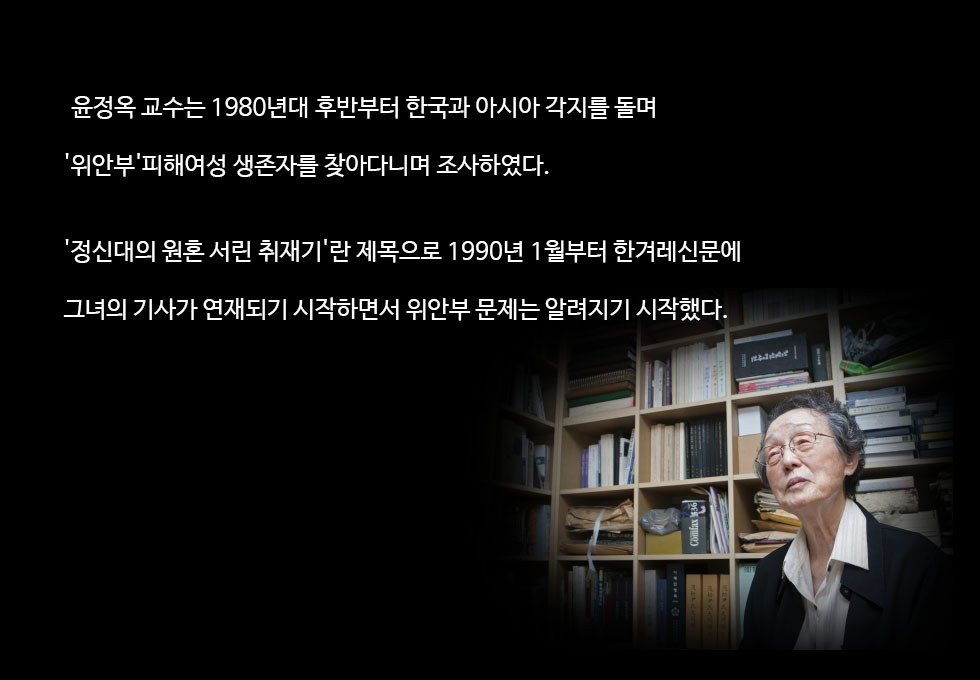 윤정옥 교수는 1980년대 후반부터 한국과 아시아 각지를 돌며
'위안부'피해여성 생존자를 찾아다니며 조사하였다.
'정신대의 원혼 서린 취재기'란 제목으로 1990년 1월부터 한겨레신문에
그녀의 기사가 연재되기 시작하면서 위안부 문제는 알려지기 시작했다.
Comfax